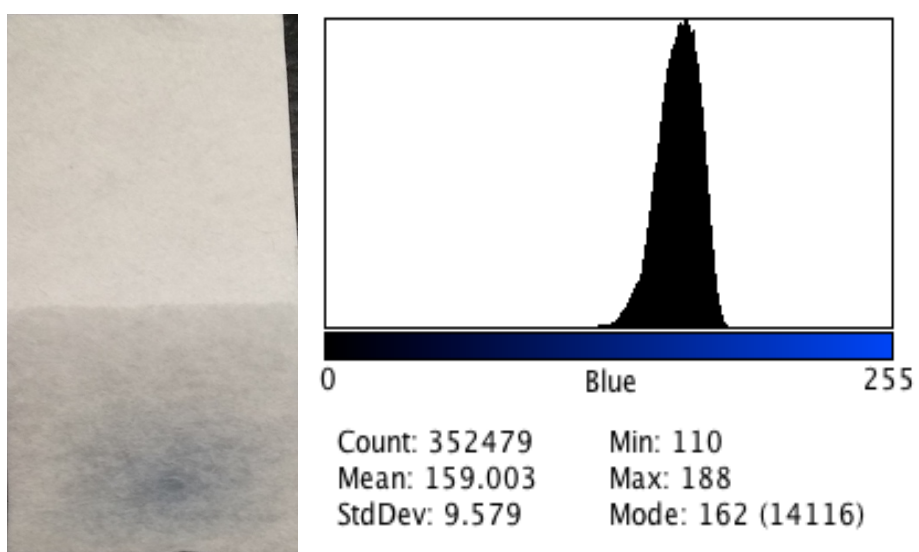 0 Blue 255
Count: 352479 Min: 110
Mean: 159.003 Max: 188
StdDev: 9.579 Mode: 162 (14116)